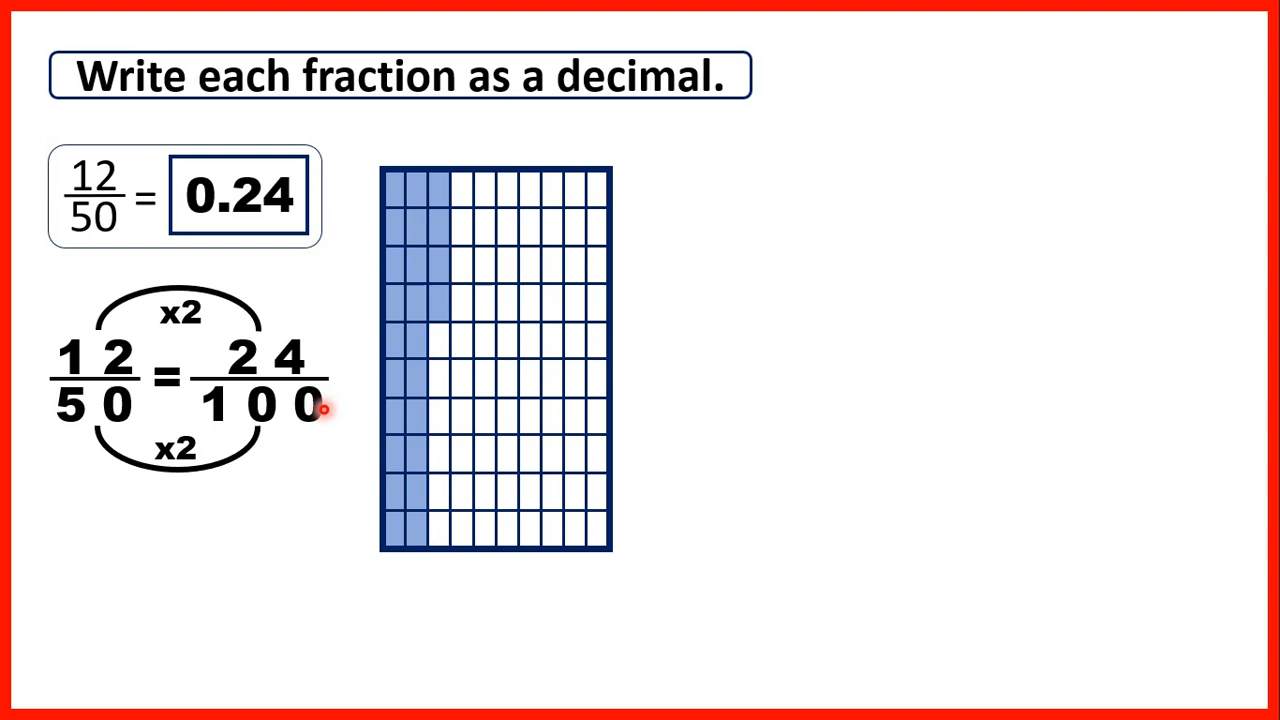 Write each fraction as a decimal.
12
50
= 0.24
x2
12
50
=
24
100
x2